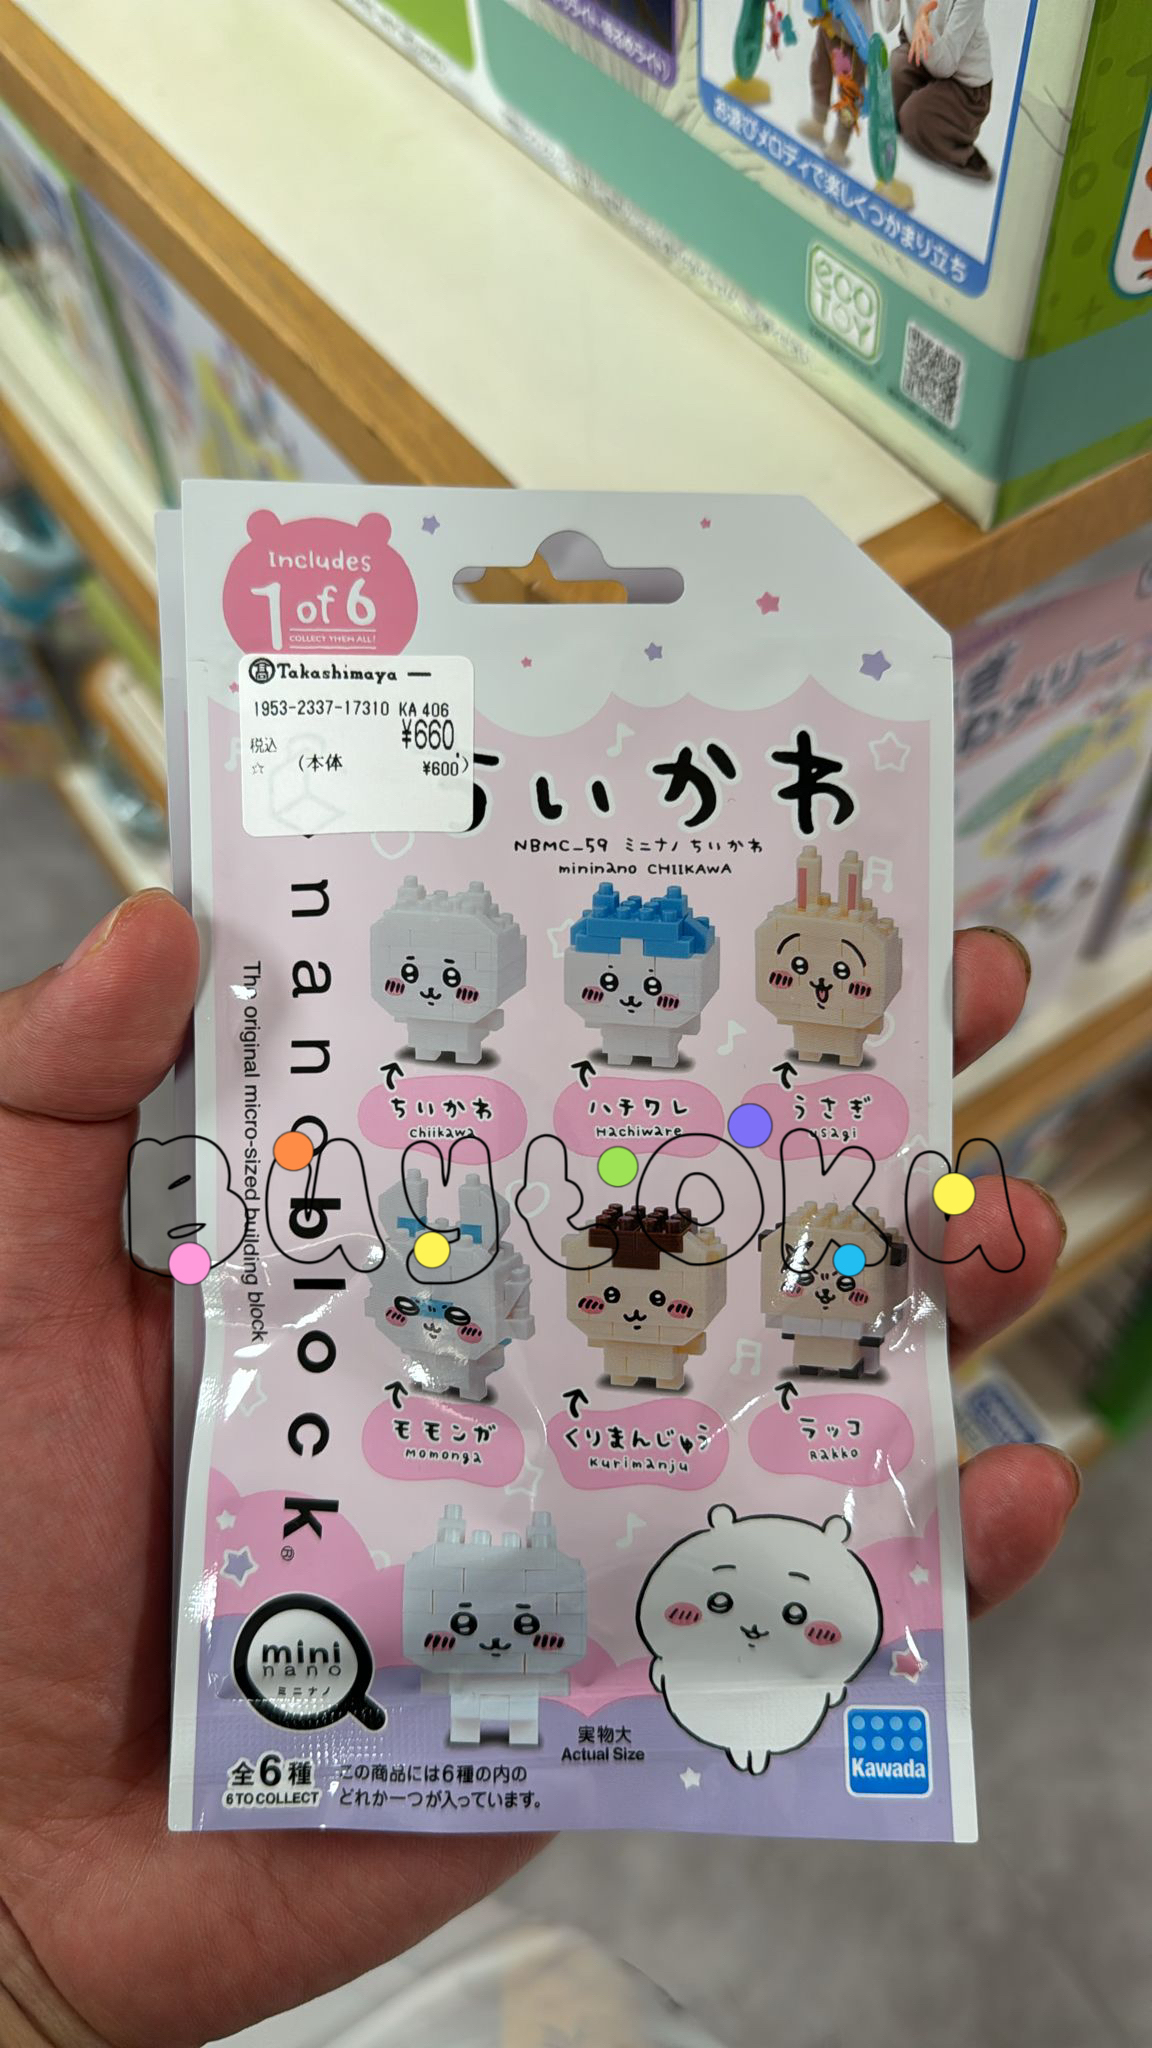 お遊びメロディで楽しくつかまり立ち
eco
TOY
Includes
1 of 6
COLLECT THEM ALL!
Takashimaya
1953-2337-17310 KA 406
税込 ¥660
☆ (本体 ¥600)
ちいかわ
NBMC_59 ミニナノ ちいかわ
mininano CHIIKAWA
nanoblock®
The original micro-sized building block
ちいかわ
Chiikawa
ハチワレ
Hachiware
うさぎ
usagi
Baytoku
モモンガ
Momonga
くりまんじゅう
Kurimanju
ラッコ
Rakko
mini
nano
ミニナノ
実物大
Actual Size
Kawada
全6種
6 TO COLLECT
この商品には6種の内の
どれか一つが入っています。